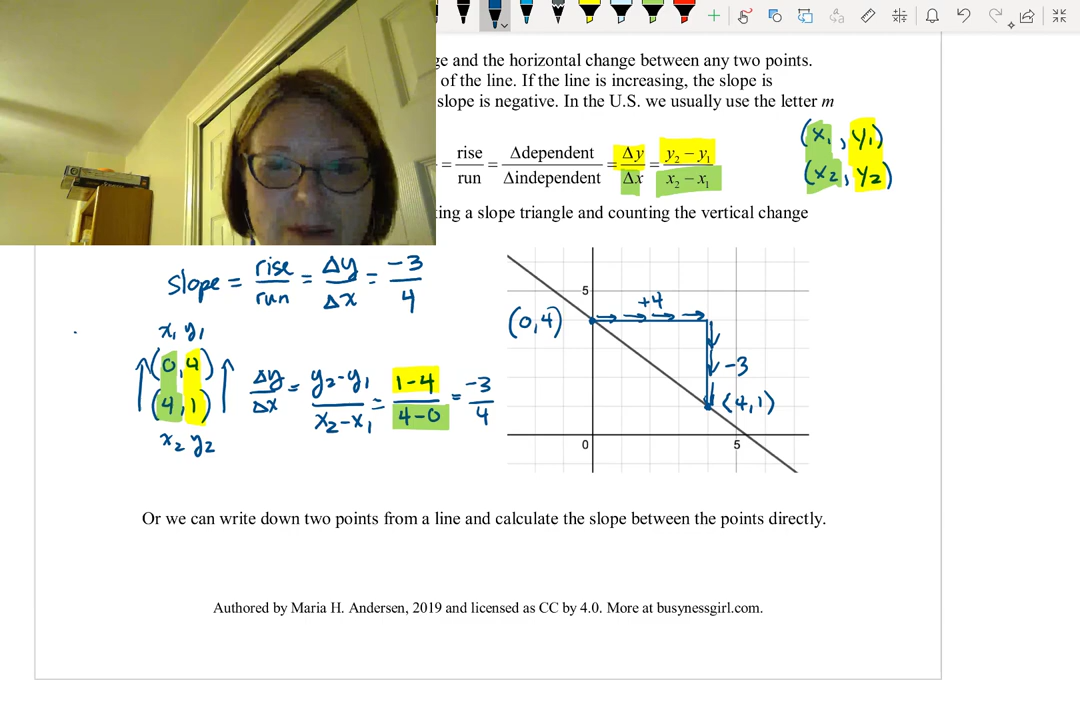 ge and the horizontal change between any two points.
of the line. If the line is increasing, the slope is
slope is negative. In the U.S. we usually use the letter m
= rise/run = Δdependent/Δindependent = Δy/Δx = y₂ − y₁/x₂ − x₁
(x₁, y₁)
(x₂, y₂)
ing a slope triangle and counting the vertical change
slope = rise/run = Δy/Δx = -3/4
x₁ y₁
(0,4)
(4,1)
x₂ y₂
Δy/Δx = y₂-y₁/x₂-x₁ = 1-4/4-0 = -3/4
5
+4
(0,4)
-3
(4,1)
0
5
Or we can write down two points from a line and calculate the slope between the points directly.
Authored by Maria H. Andersen, 2019 and licensed as CC by 4.0. More at busynessgirl.com.